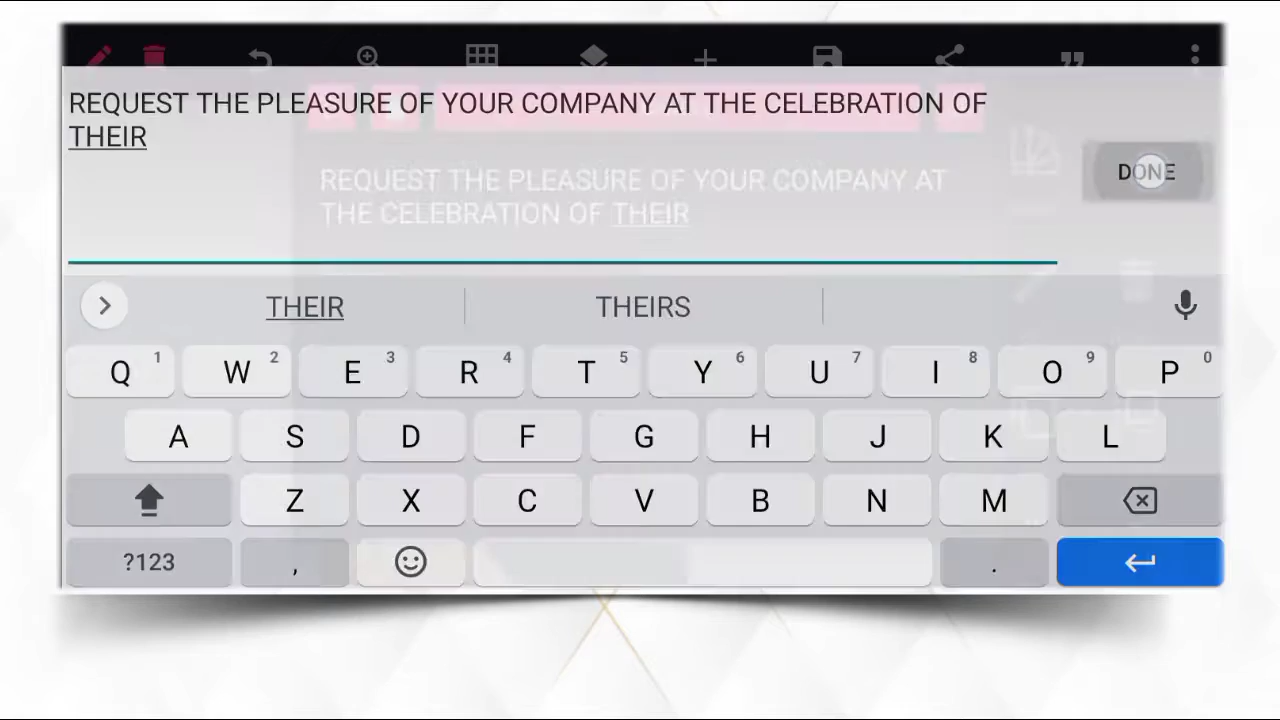 REQUEST THE PLEASURE OF YOUR COMPANY AT THE CELEBRATION OF
THEIR
DONE
REQUEST THE PLEASURE OF YOUR COMPANY AT
THE CELEBRATION OF THEIR
THEIR THEIRS
Q 1 W 2 E 3 R 4 T 5 Y 6 U 7 I 8 O 9 P 0
A S D F G H J K L
Z X C V B N M
?123 , .